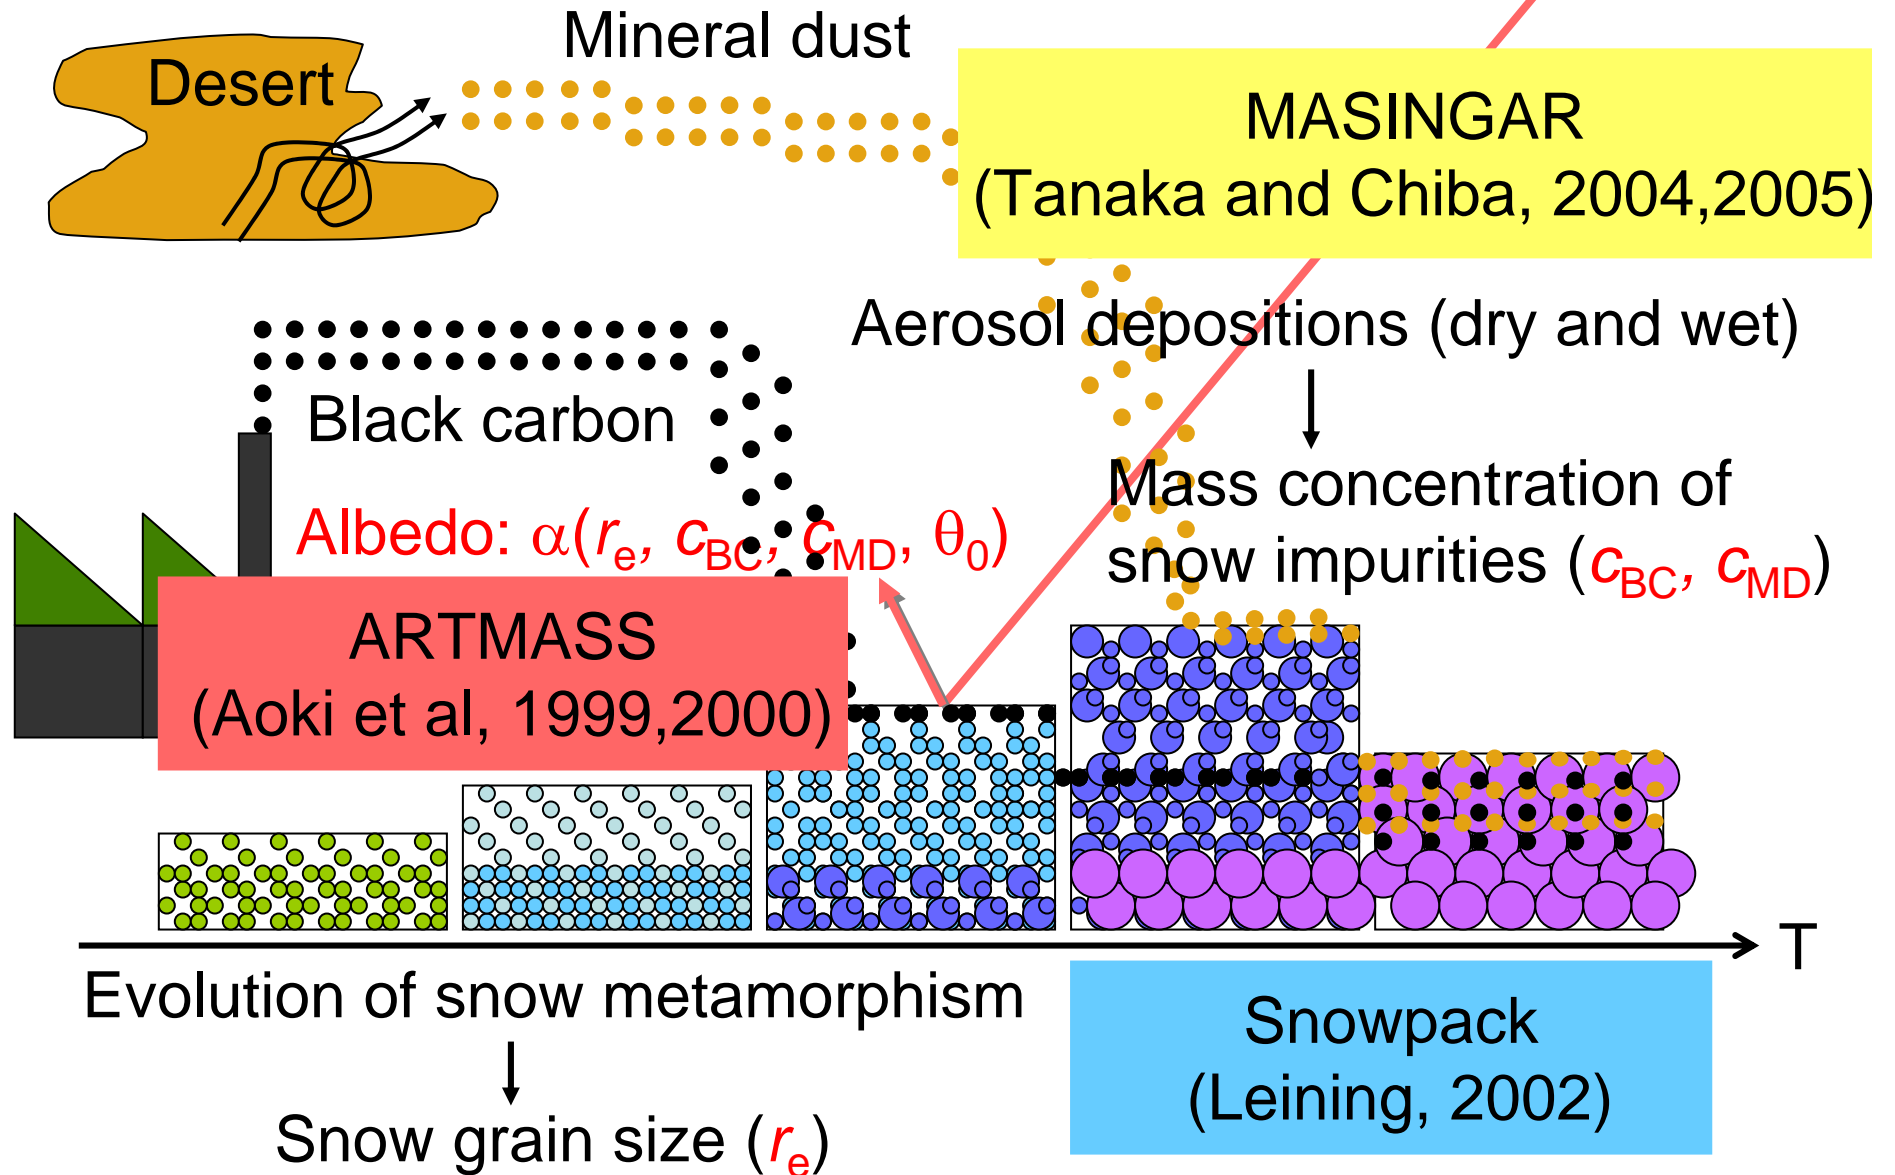 Mineral dust
Desert
MASINGAR
(Tanaka and Chiba, 2004,2005)
Aerosol depositions (dry and wet)
Black carbon
Mass concentration of
snow impurities (cBC, cMD)
Albedo: α(re, cBC, cMD, θ0)
ARTMASS
(Aoki et al, 1999,2000)
T
Evolution of snow metamorphism
Snow grain size (re)
Snowpack
(Leining, 2002)